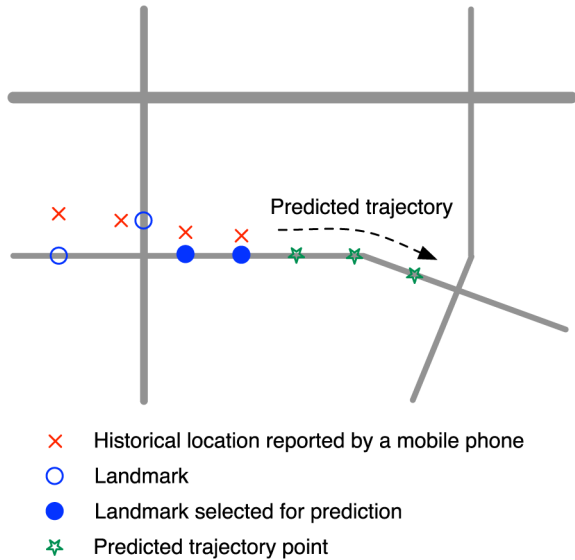 Predicted trajectory
Historical location reported by a mobile phone
Landmark
Landmark selected for prediction
Predicted trajectory point